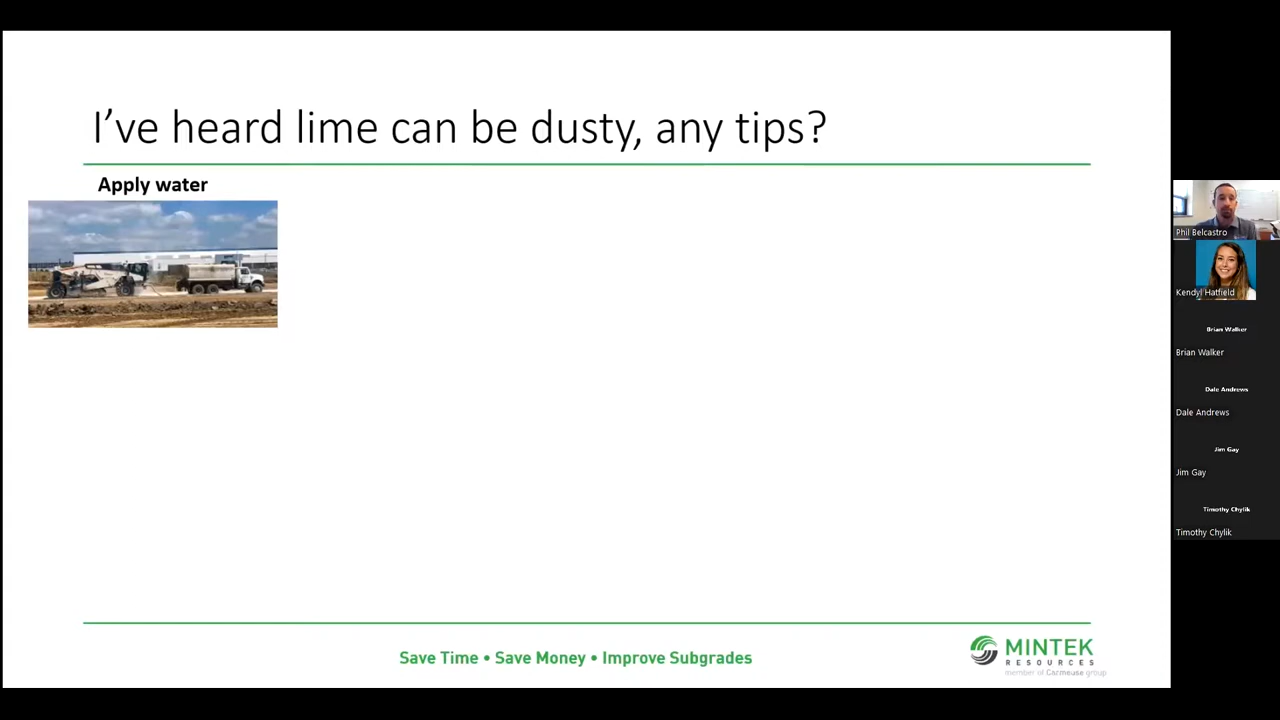 I've heard lime can be dusty, any tips?
Apply water
Save Time • Save Money • Improve Subgrades
MINTEK
RESOURCES
member of Carmeuse group
Phil Belcastro
Kendyl Hatfield
Brian Walker
Brian Walker
Dale Andrews
Dale Andrews
Jim Gay
Jim Gay
Timothy Chylik
Timothy Chylik